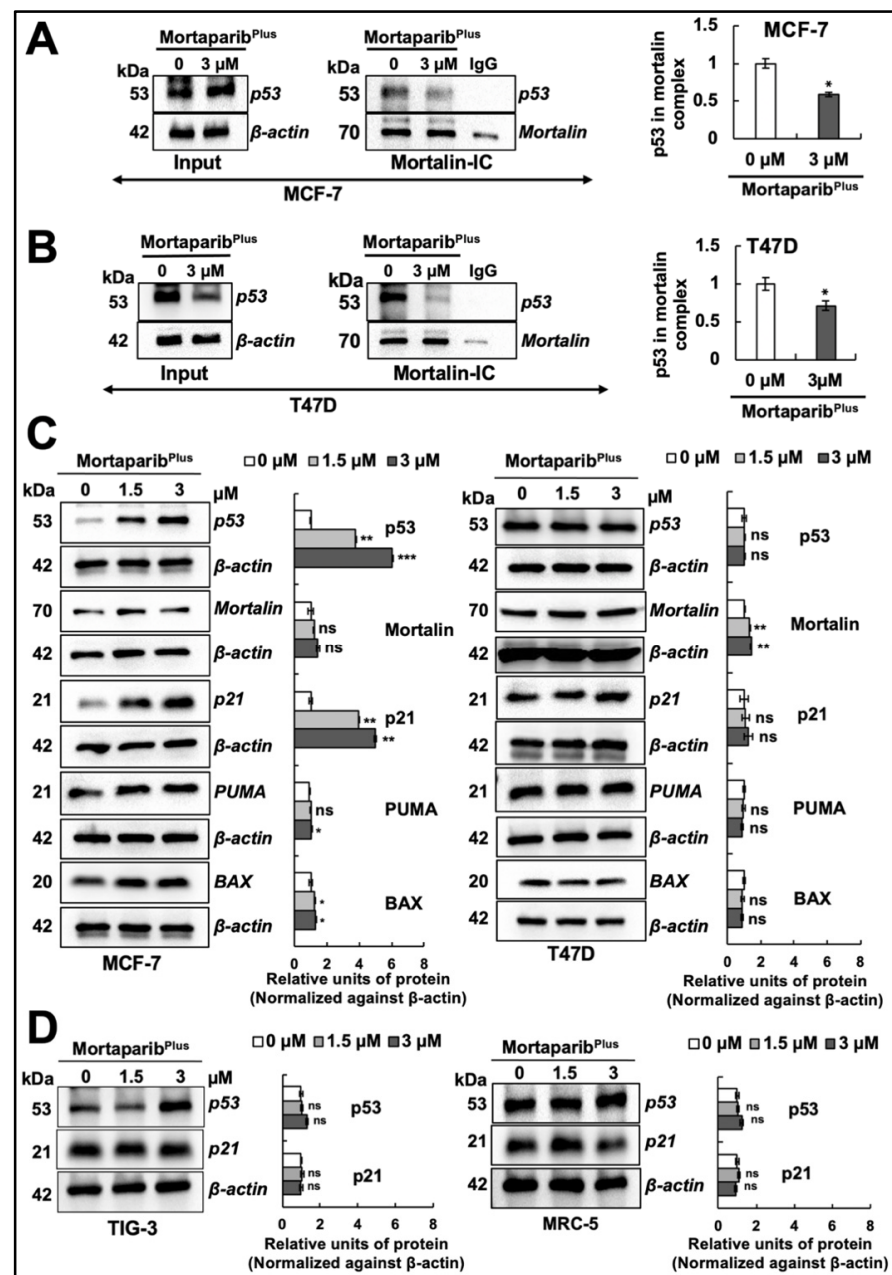 A
Mortaparib^Plus
Mortaparib^Plus
kDa 0 3 μM
kDa 0 3 μM IgG
53 p53
53 p53
42 β-actin
70 Mortalin
Input
Mortalin-IC
MCF-7
MCF-7
p53 in mortalin
complex
1.5
1
0.5
0
*
0 μM 3 μM
Mortaparib^Plus
B
Mortaparib^Plus
Mortaparib^Plus
kDa 0 3 μM
kDa 0 3 μM IgG
53 p53
53 p53
42 β-actin
70 Mortalin
Input
Mortalin-IC
T47D
T47D
p53 in mortalin
complex
1.5
1
0.5
0
*
0 μM 3μM
Mortaparib^Plus
C
Mortaparib^Plus
kDa 0 1.5 3 μM
53 p53
42 β-actin
70 Mortalin
42 β-actin
21 p21
42 β-actin
21 PUMA
42 β-actin
20 BAX
42 β-actin
MCF-7
0 μM 1.5 μM 3 μM
p53
**
***
Mortalin
ns
ns
p21
**
**
PUMA
ns
*
BAX
*
*
0 2 4 6 8
Relative units of protein
(Normalized against β-actin)
Mortaparib^Plus
kDa 0 1.5 3 μM
53 p53
42 β-actin
70 Mortalin
42 β-actin
21 p21
42 β-actin
21 PUMA
42 β-actin
20 BAX
42 β-actin
T47D
0 μM 1.5 μM 3 μM
p53
ns
ns
Mortalin
**
**
p21
ns
ns
PUMA
ns
ns
BAX
ns
ns
0 2 4 6 8
Relative units of protein
(Normalized against β-actin)
D
Mortaparib^Plus
kDa 0 1.5 3 μM
53 p53
21 p21
42 β-actin
TIG-3
0 μM 1.5 μM 3 μM
p53
ns
ns
p21
ns
ns
0 2 4 6 8
Relative units of protein
(Normalized against β-actin)
Mortaparib^Plus
kDa 0 1.5 3 μM
53 p53
21 p21
42 β-actin
MRC-5
0 μM 1.5 μM 3 μM
p53
ns
ns
p21
ns
ns
0 2 4 6 8
Relative units of protein
(Normalized against β-actin)